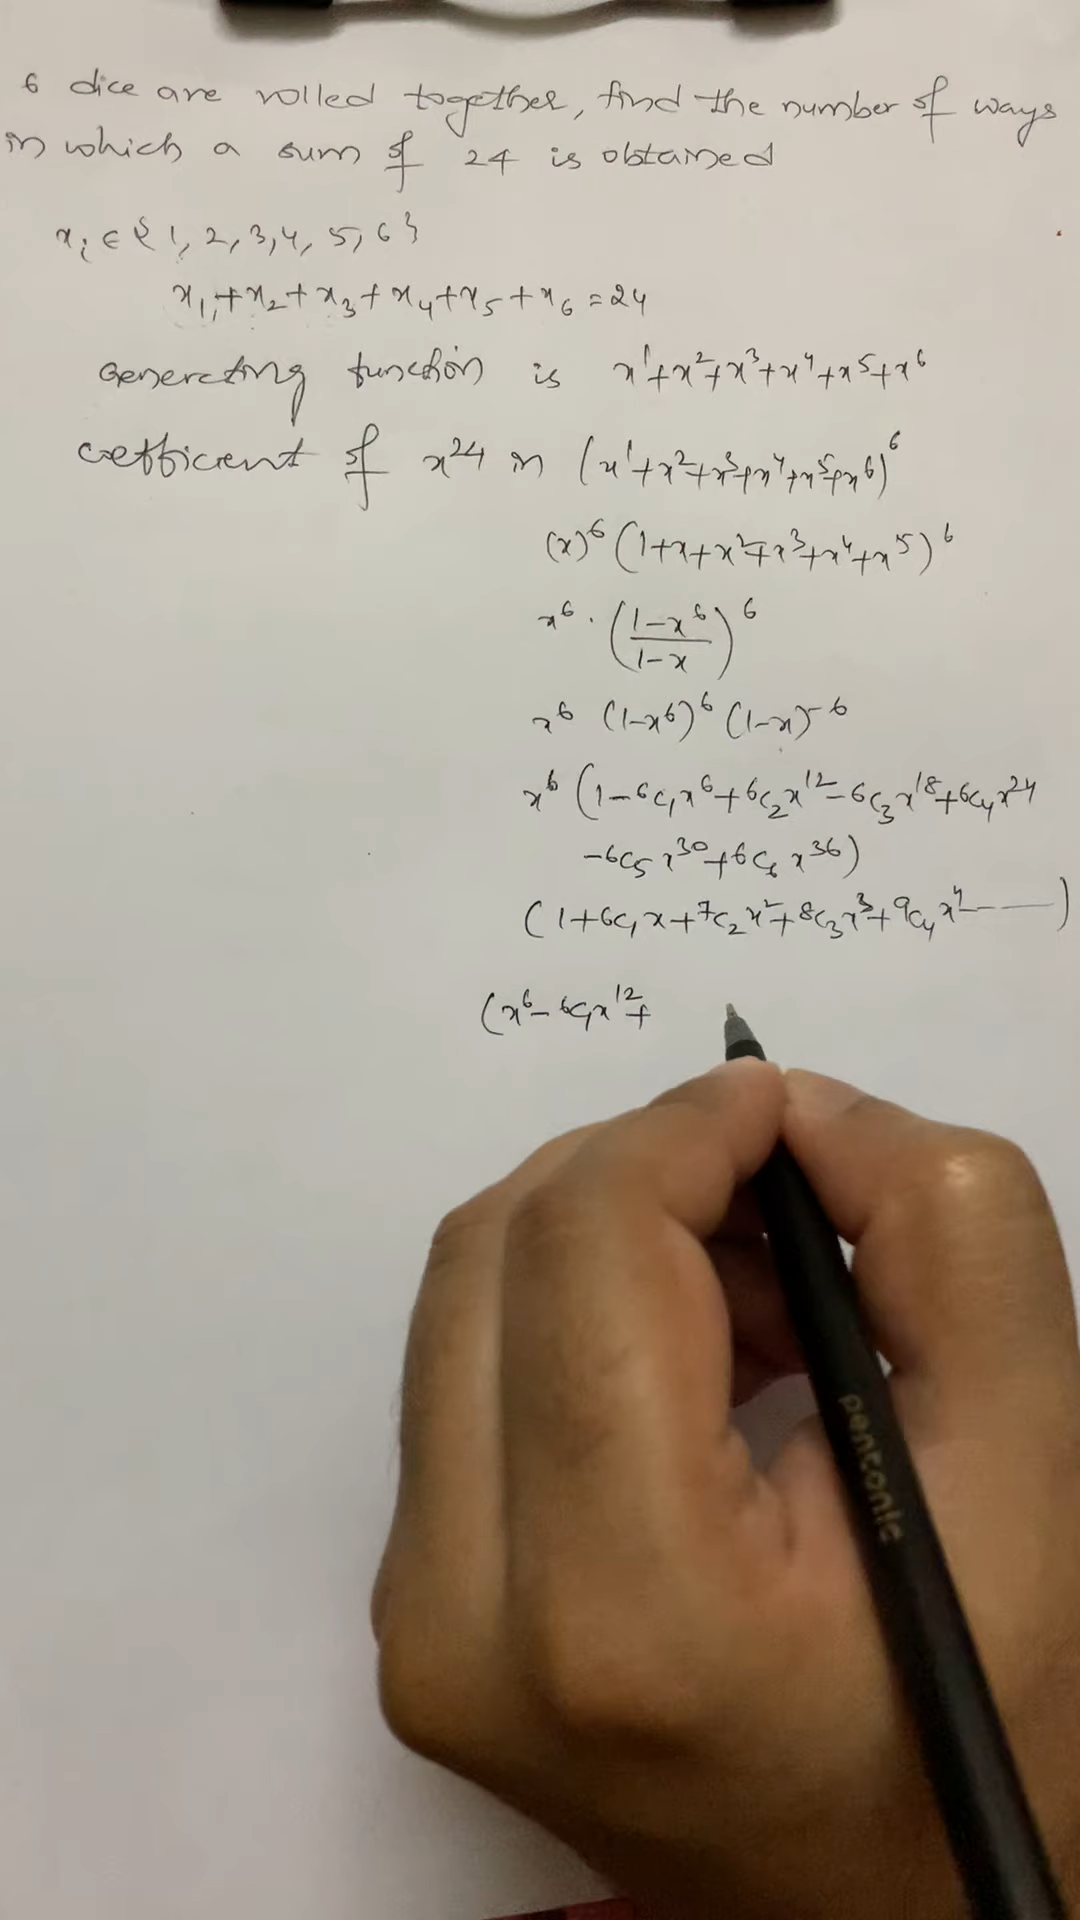 6 dice are rolled together, find the number of ways
in which a sum of 24 is obtained
xᵢ ∈ {1, 2, 3, 4, 5, 6}
x₁ + x₂ + x₃ + x₄ + x₅ + x₆ = 24
Generating function is x¹+x²+x³+x⁴+x⁵+x⁶
coefficient of x²⁴ in (x¹+x²+x³+x⁴+x⁵+x⁶)⁶
(x)⁶ (1+x+x²+x³+x⁴+x⁵)⁶
x⁶ · ((1-x⁶)/(1-x))⁶
x⁶ (1-x⁶)⁶ (1-x)⁻⁶
x⁶ (1-⁶C₁x⁶+⁶C₂x¹²-⁶C₃x¹⁸+⁶C₄x²⁴
-⁶C₅x³⁰+⁶C₆x³⁶)
(1+⁶C₁x+⁷C₂x²+⁸C₃x³+⁹C₄x⁴-----)
(x⁶-⁶C₁x¹²+
pentonic